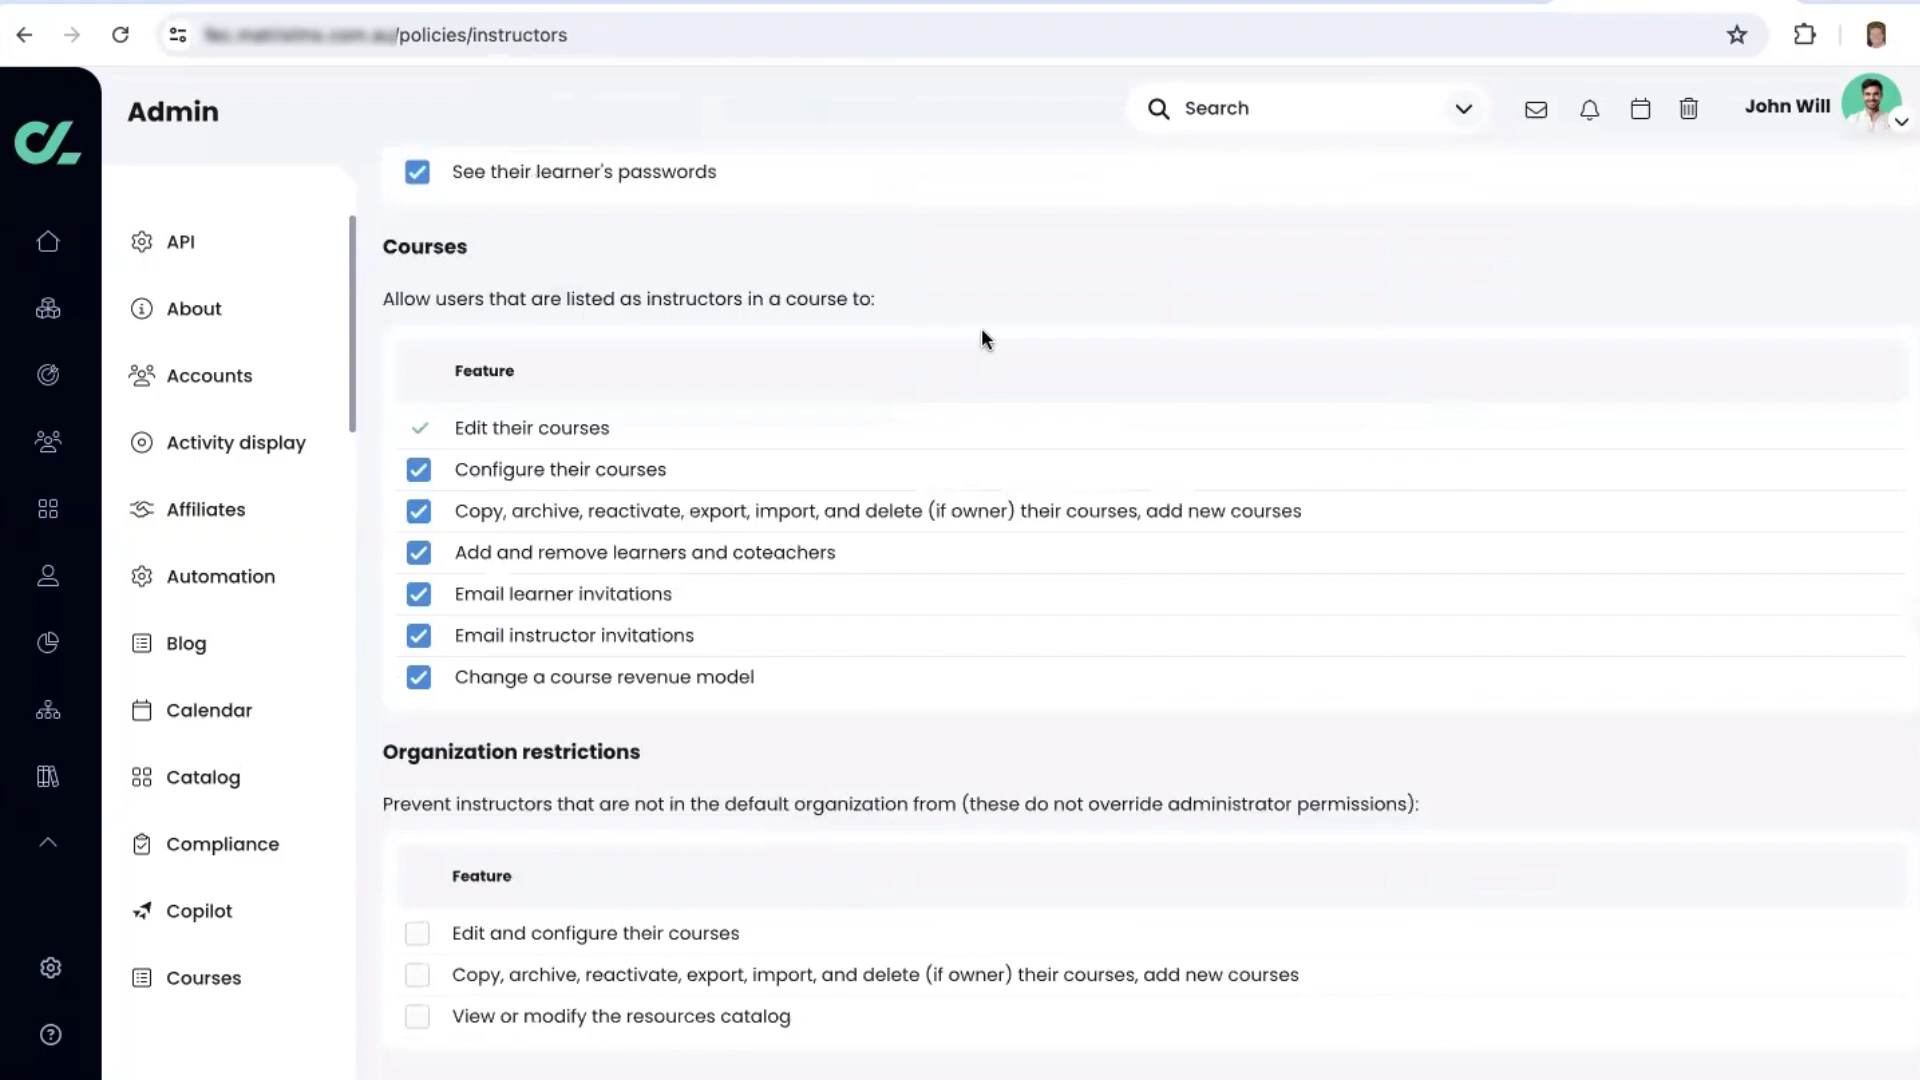 /policies/instructors
Admin
Search
John Will
See their learner's passwords
API
About
Accounts
Activity display
Affiliates
Automation
Blog
Calendar
Catalog
Compliance
Copilot
Courses
Courses
Allow users that are listed as instructors in a course to:
Feature
Edit their courses
Configure their courses
Copy, archive, reactivate, export, import, and delete (if owner) their courses, add new courses
Add and remove learners and coteachers
Email learner invitations
Email instructor invitations
Change a course revenue model
Organization restrictions
Prevent instructors that are not in the default organization from (these do not override administrator permissions):
Feature
Edit and configure their courses
Copy, archive, reactivate, export, import, and delete (if owner) their courses, add new courses
View or modify the resources catalog